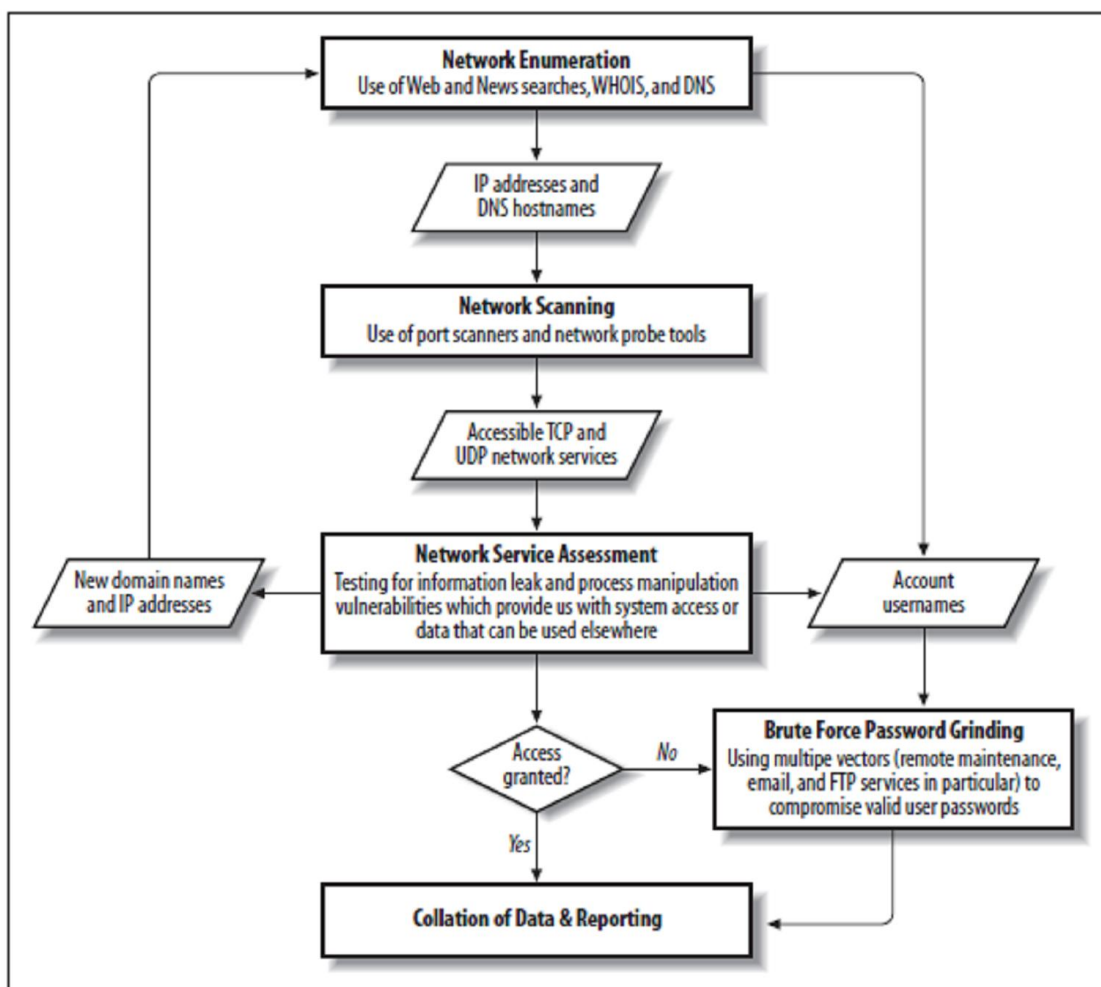 Network Enumeration
Use of Web and News searches, WHOIS, and DNS
IP addresses and
DNS hostnames
Network Scanning
Use of port scanners and network probe tools
Accessible TCP and
UDP network services
Network Service Assessment
Testing for information leak and process manipulation
vulnerabilities which provide us with system access or
data that can be used elsewhere
New domain names
and IP addresses
Account
usernames
Access
granted?
No
Yes
Brute Force Password Grinding
Using multipe vectors (remote maintenance,
email, and FTP services in particular) to
compromise valid user passwords
Collation of Data & Reporting